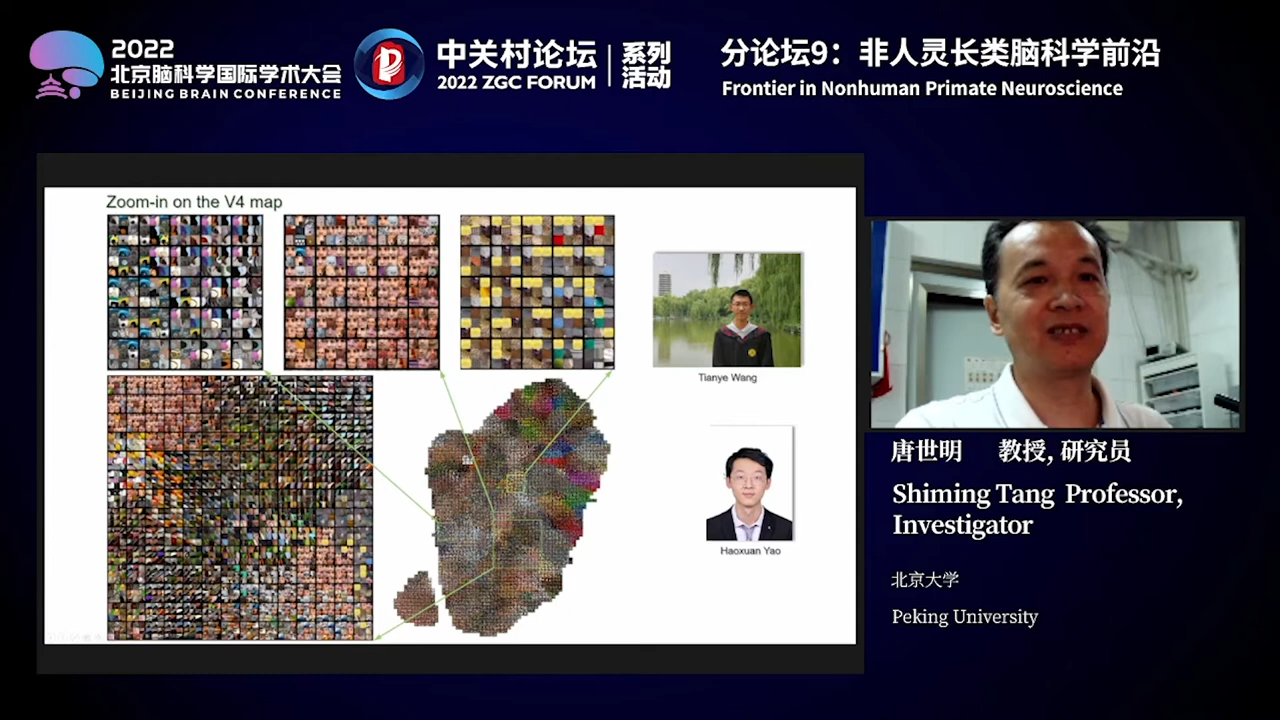 2022
北京脑科学国际学术大会
BEIJING BRAIN CONFERENCE
中关村论坛
2022 ZGC FORUM
系列
活动
分论坛9：非人灵长类脑科学前沿
Frontier in Nonhuman Primate Neuroscience
Zoom-in on the V4 map
Tianye Wang
Haoxuan Yao
唐世明 教授, 研究员
Shiming Tang Professor,
Investigator
北京大学
Peking University